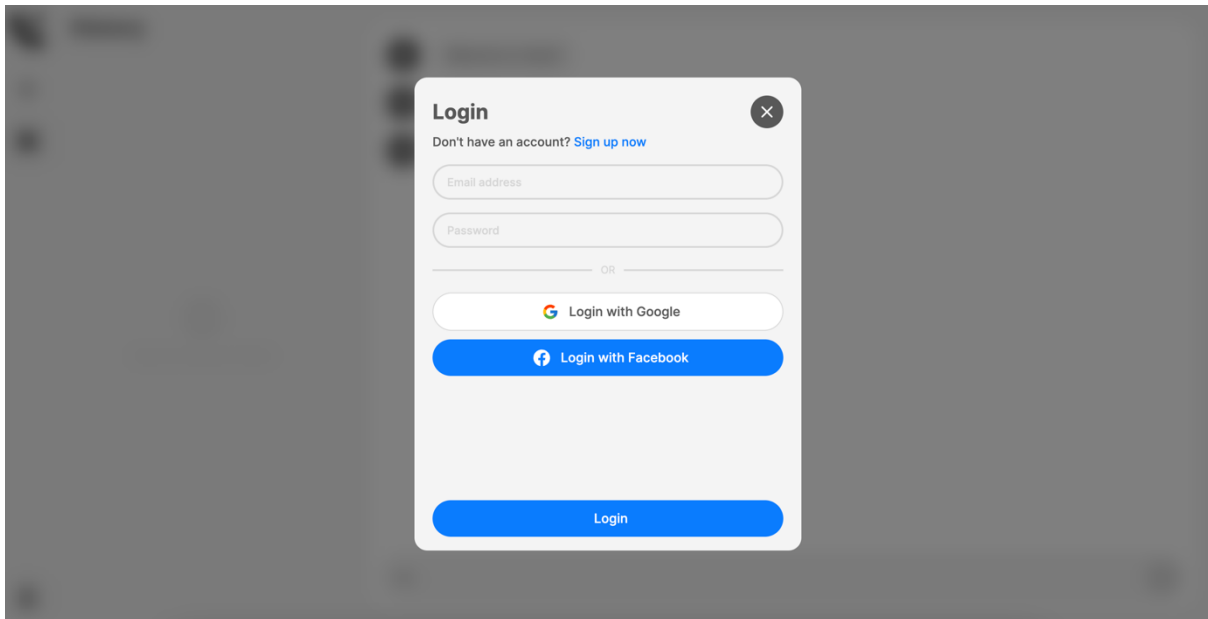 Login
Don't have an account? Sign up now
Email address
Password
OR
Login with Google
Login with Facebook
Login